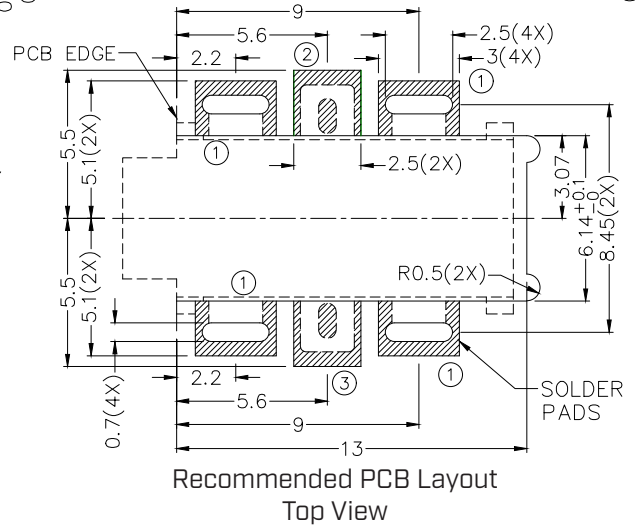 9
5.6
2.5(4X)
②
PCB EDGE
2.2
3(4X)
①
5.5
5.1(2X)
①
2.5(2X)
3.07
6.14 +0.1 -0
8.45(2X)
①
R0.5(2X)
5.5
5.1(2X)
0.7(4X)
2.2
③
①
5.6
SOLDER
PADS
9
13
Recommended PCB Layout
Top View